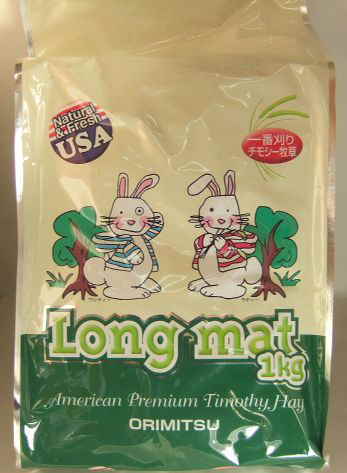 Natural
& Fresh
USA
一番刈り
チモシー牧草
Long mat
1kg
American Premium Timothy Hay
ORIMITSU